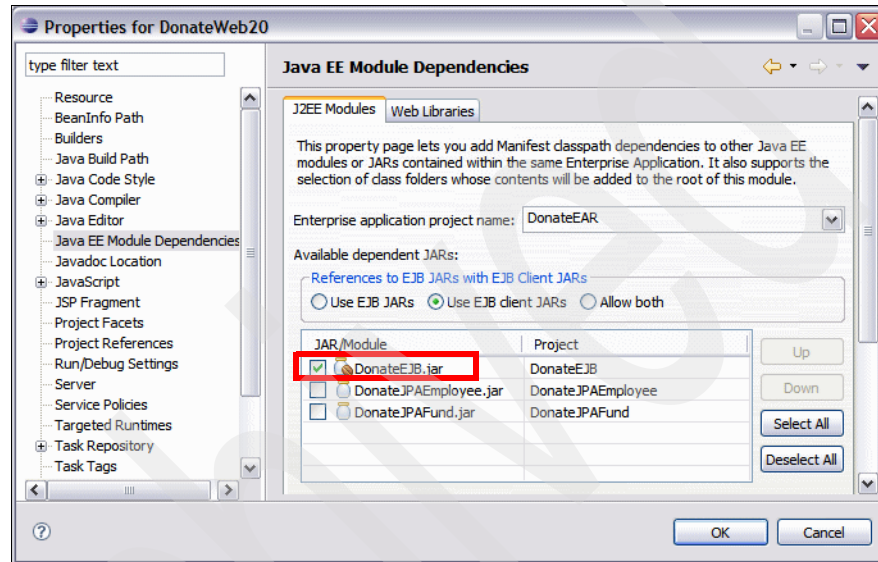 Properties for DonateWeb20
type filter text
Resource
BeanInfo Path
Builders
Java Build Path
Java Code Style
Java Compiler
Java Editor
Java EE Module Dependencies
Javadoc Location
JavaScript
JSP Fragment
Project Facets
Project References
Run/Debug Settings
Server
Service Policies
Targeted Runtimes
Task Repository
Task Tags
Java EE Module Dependencies
J2EE Modules Web Libraries
This property page lets you add Manifest classpath dependencies to other Java EE
modules or JARs contained within the same Enterprise Application. It also supports the
selection of class folders whose contents will be added to the root of this module.
Enterprise application project name: DonateEAR
Available dependent JARs:
References to EJB JARs with EJB Client JARs
Use EJB JARs Use EJB client JARs Allow both
JAR/Module Project
DonateEJB.jar DonateEJB
DonateJPAEmployee.jar DonateJPAEmployee
DonateJPAFund.jar DonateJPAFund
Up
Down
Select All
Deselect All
OK Cancel